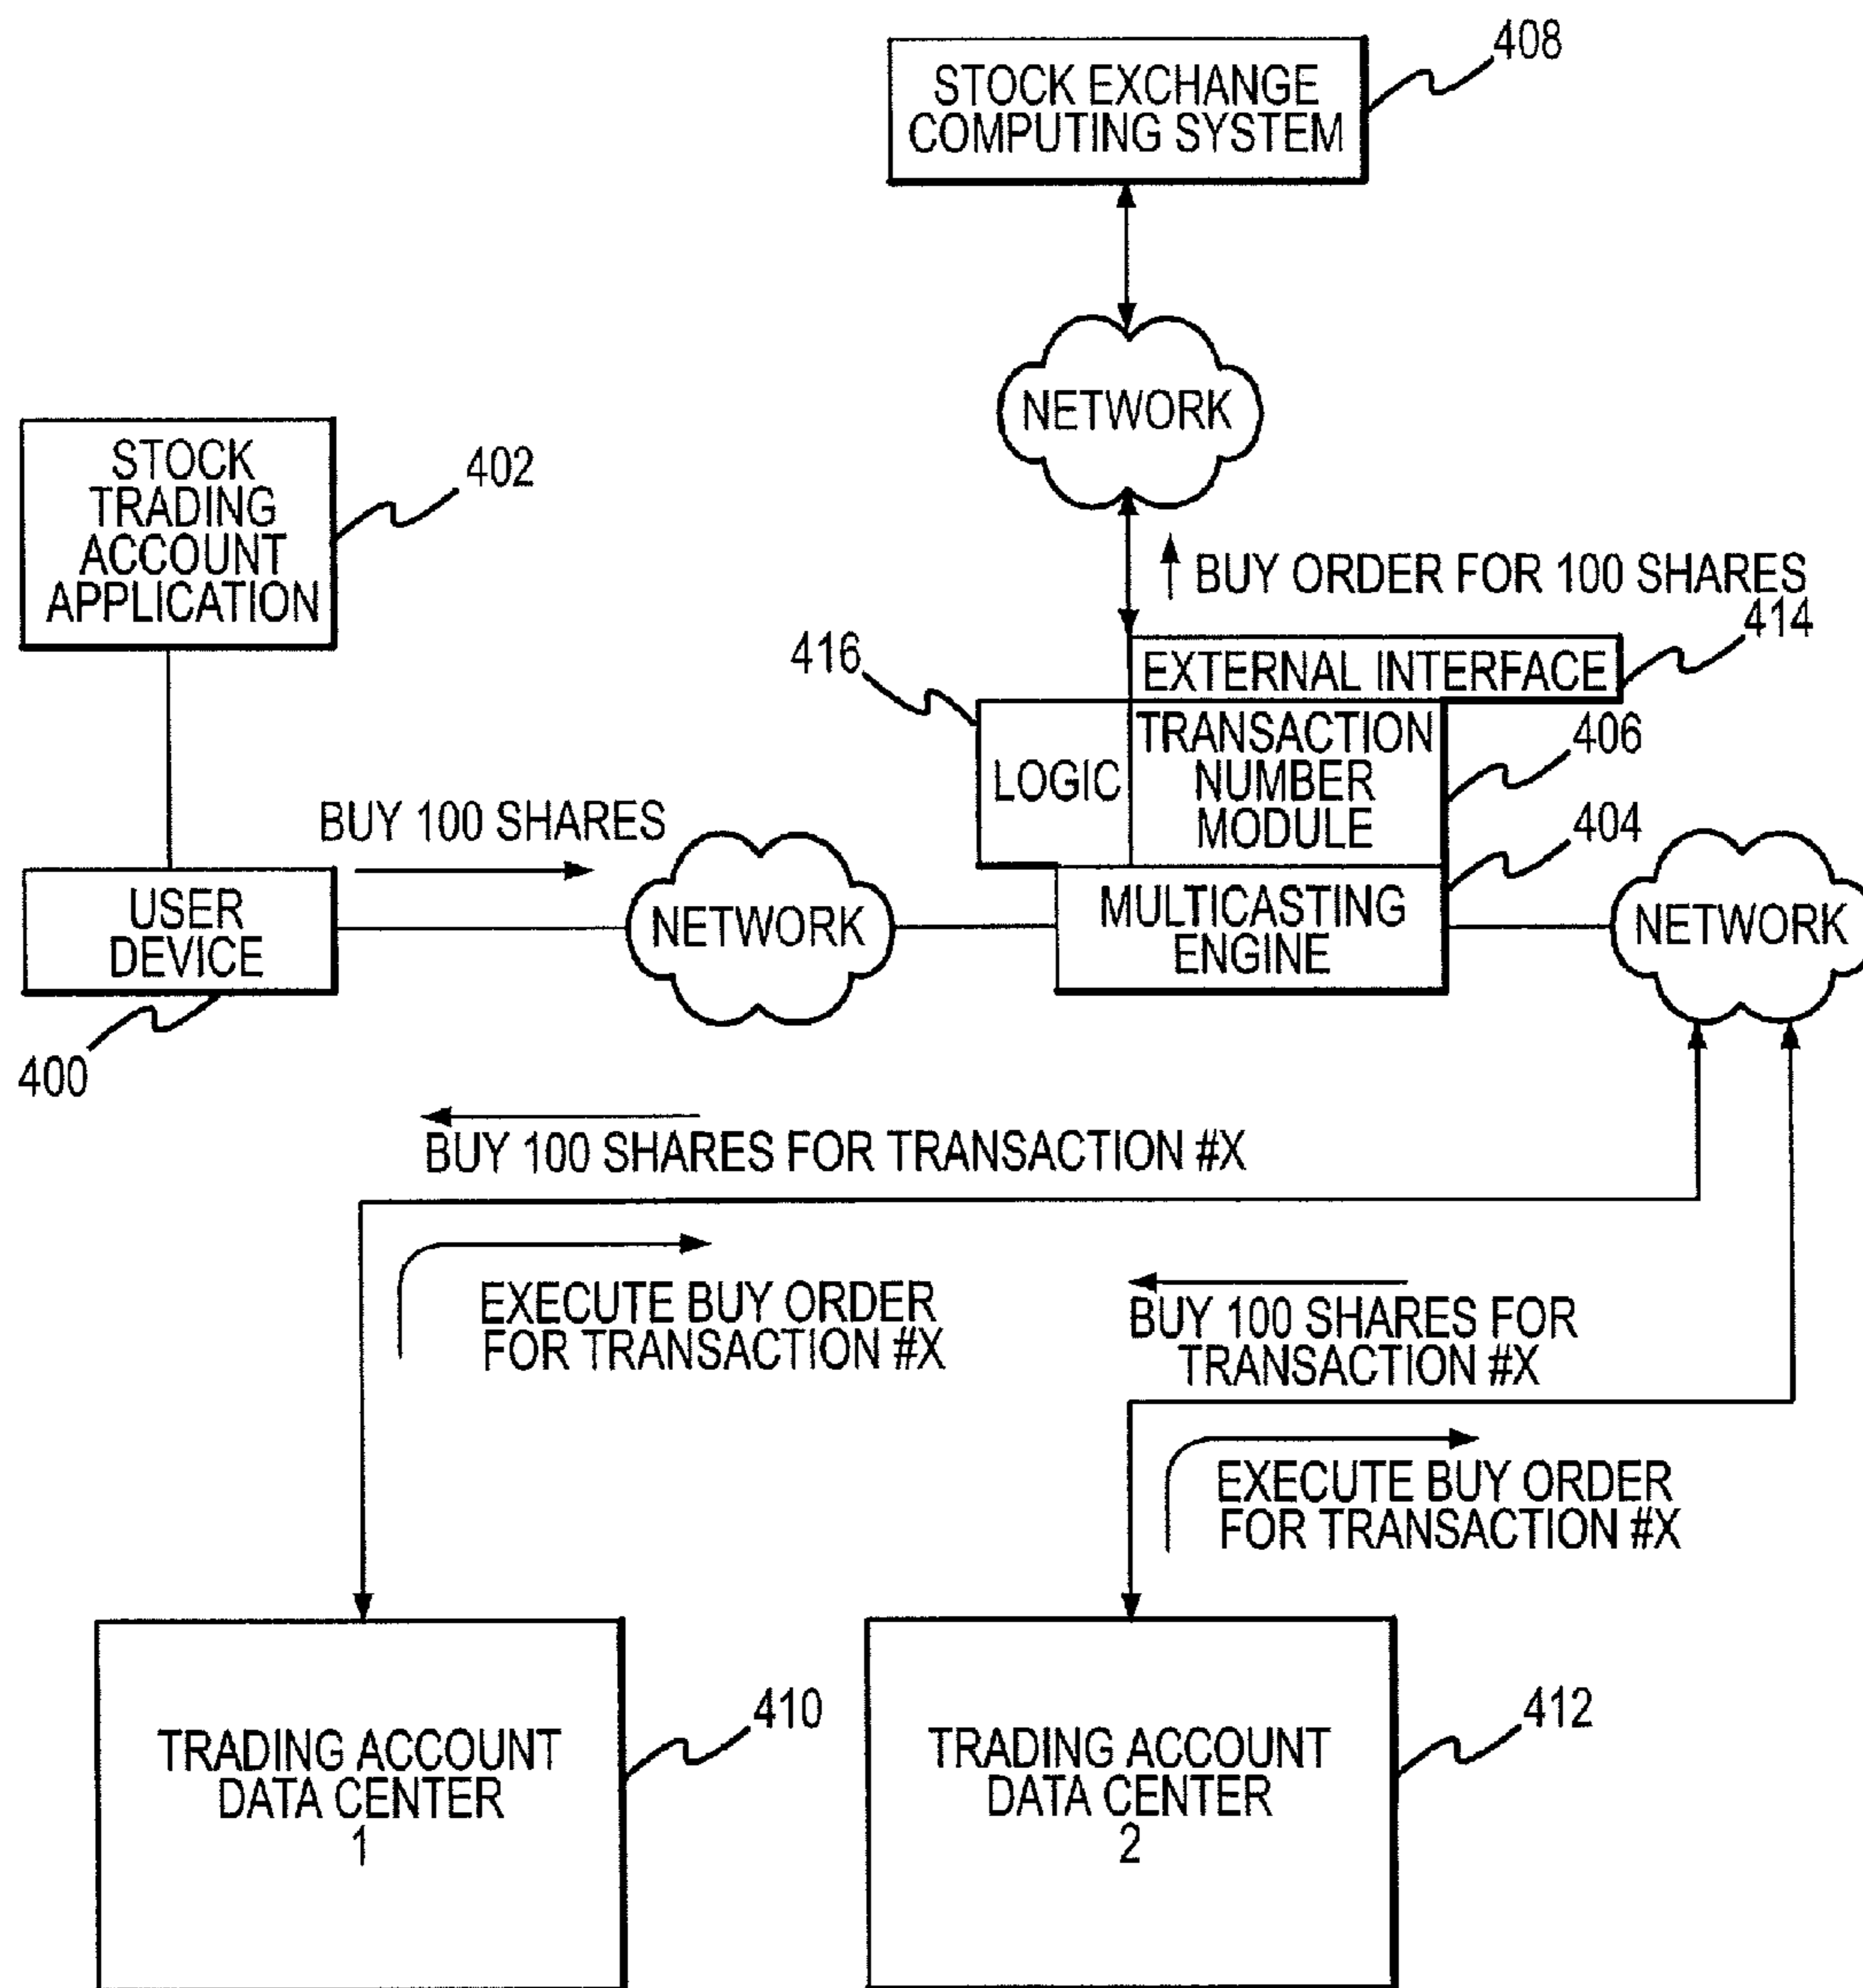 408
STOCK EXCHANGE
COMPUTING SYSTEM
NETWORK
STOCK
TRADING
ACCOUNT
APPLICATION
402
BUY ORDER FOR 100 SHARES
414
416
EXTERNAL INTERFACE
LOGIC
TRANSACTION
NUMBER
MODULE
406
404
BUY 100 SHARES
USER
DEVICE
NETWORK
MULTICASTING
ENGINE
NETWORK
400
BUY 100 SHARES FOR TRANSACTION #X
EXECUTE BUY ORDER
FOR TRANSACTION #X
BUY 100 SHARES FOR
TRANSACTION #X
EXECUTE BUY ORDER
FOR TRANSACTION #X
410
TRADING ACCOUNT
DATA CENTER
1
412
TRADING ACCOUNT
DATA CENTER
2